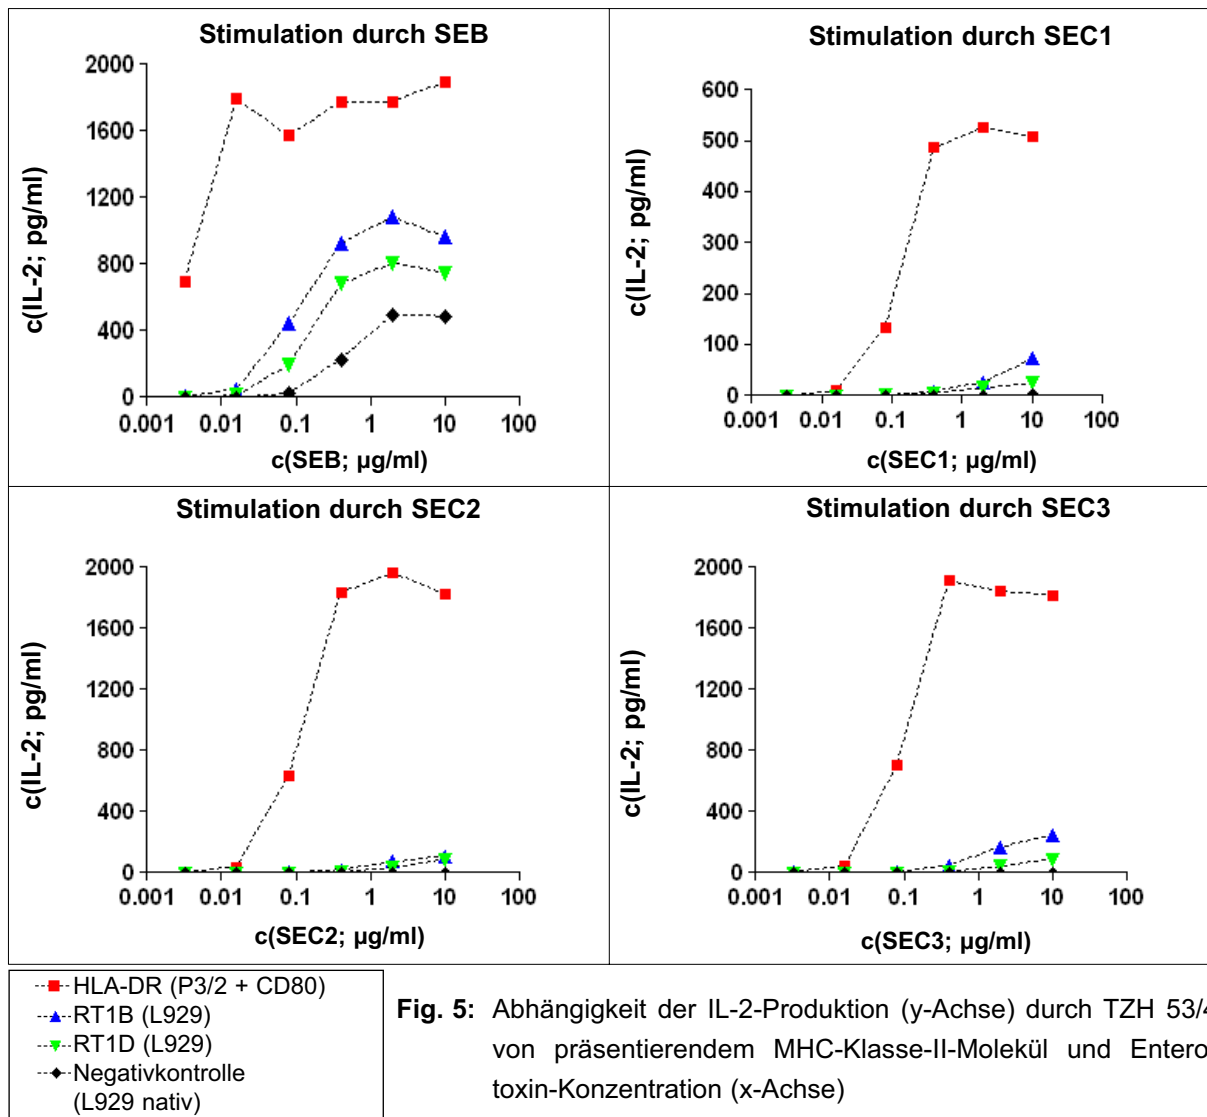 Stimulation durch SEB
2000
1600
1200
800
400
0
0.001 0.01 0.1 1 10 100
c(IL-2; pg/ml)
c(SEB; µg/ml)
Stimulation durch SEC1
600
500
400
300
200
100
0
0.001 0.01 0.1 1 10 100
c(IL-2; pg/ml)
c(SEC1; µg/ml)
Stimulation durch SEC2
2000
1600
1200
800
400
0
0.001 0.01 0.1 1 10 100
c(IL-2; pg/ml)
c(SEC2; µg/ml)
Stimulation durch SEC3
2000
1600
1200
800
400
0
0.001 0.01 0.1 1 10 100
c(IL-2; pg/ml)
c(SEC3; µg/ml)
HLA-DR (P3/2 + CD80)
RT1B (L929)
RT1D (L929)
Negativkontrolle
(L929 nativ)
Fig. 5: Abhängigkeit der IL-2-Produktion (y-Achse) durch TZH 53/4
von präsentierendem MHC-Klasse-II-Molekül und Entero-
toxin-Konzentration (x-Achse)